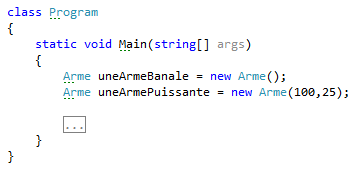 class Program
{
    static void Main(string[] args)
    {
        Arme uneArmeBanale = new Arme();
        Arme uneArmePuissante = new Arme(100,25);
        ...
    }
}